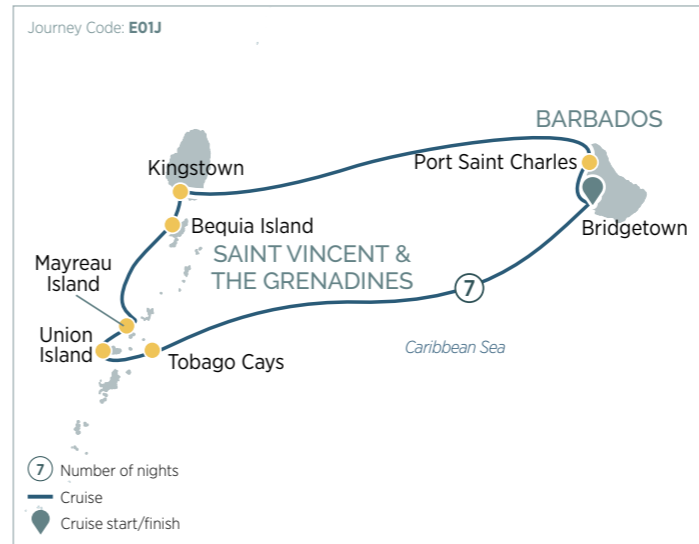 Journey Code: E01J
BARBADOS
Port Saint Charles
Kingstown
Bridgetown
Bequia Island
SAINT VINCENT &
THE GRENADINES
Mayreau
Island
7
Union
Island
Tobago Cays
Caribbean Sea
7 Number of nights
Cruise
Cruise start/finish